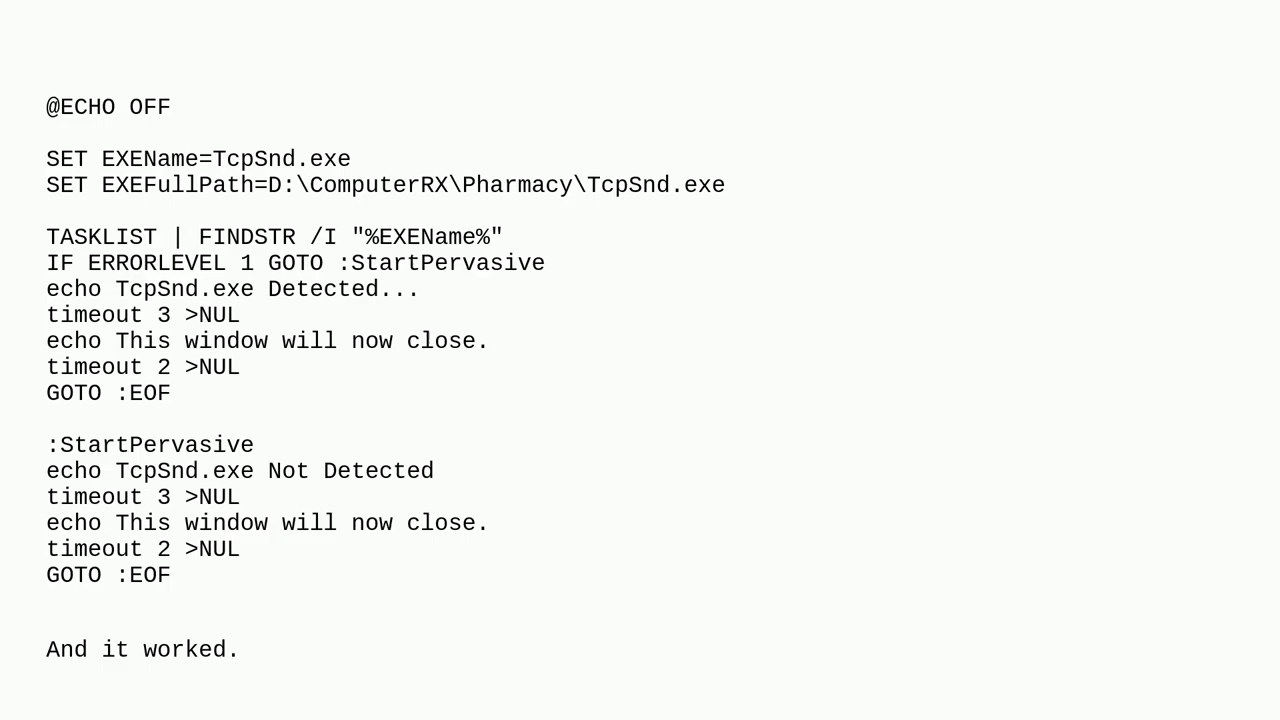 @ECHO OFF
SET EXEName=TcpSnd.exe
SET EXEFullPath=D:\ComputerRX\Pharmacy\TcpSnd.exe
TASKLIST | FINDSTR /I "%EXEName%"
IF ERRORLEVEL 1 GOTO :StartPervasive
echo TcpSnd.exe Detected...
timeout 3 >NUL
echo This window will now close.
timeout 2 >NUL
GOTO :EOF
:StartPervasive
echo TcpSnd.exe Not Detected
timeout 3 >NUL
echo This window will now close.
timeout 2 >NUL
GOTO :EOF
And it worked.